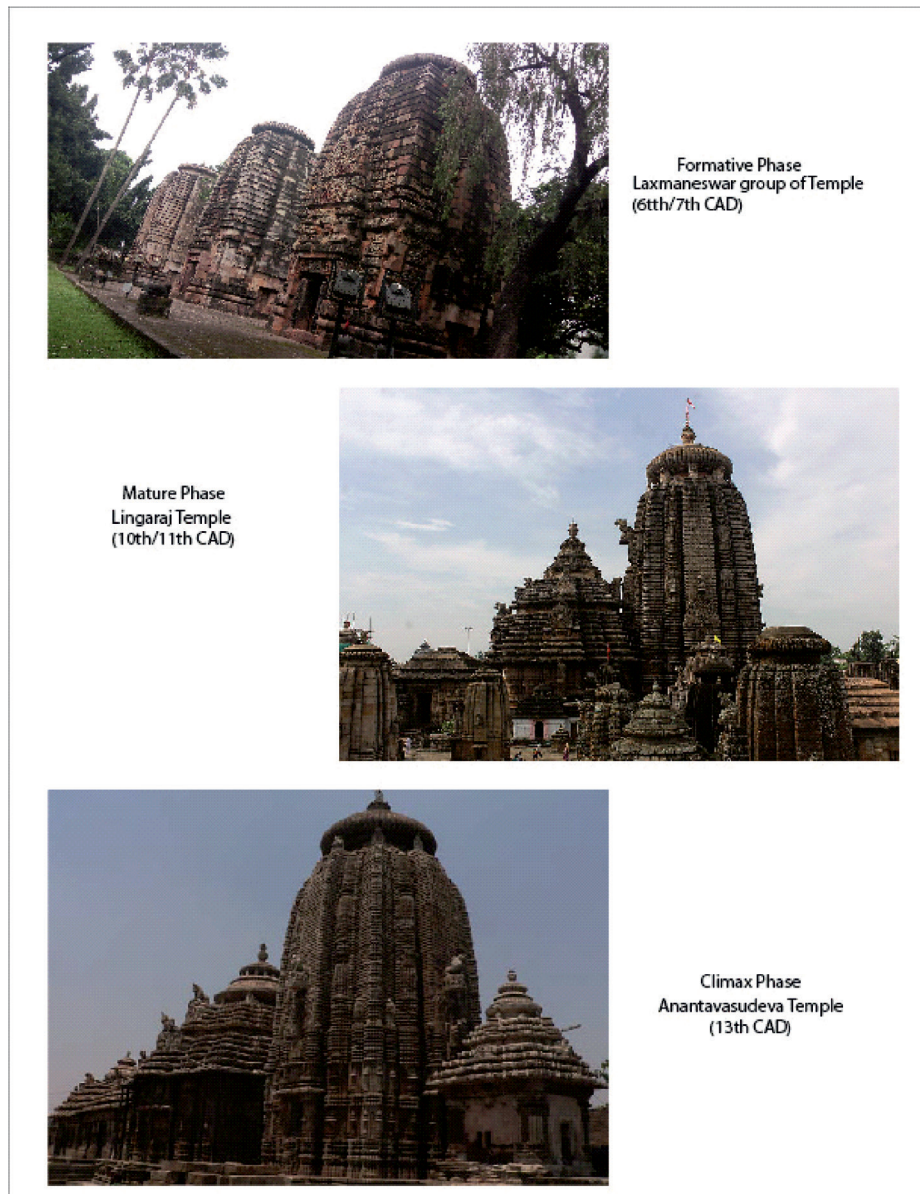 Formative Phase
Laxmaneswar group of Temple
(6tth/7th CAD)
Mature Phase
Lingaraj Temple
(10th/11th CAD)
Climax Phase
Anantavasudeva Temple
(13th CAD)